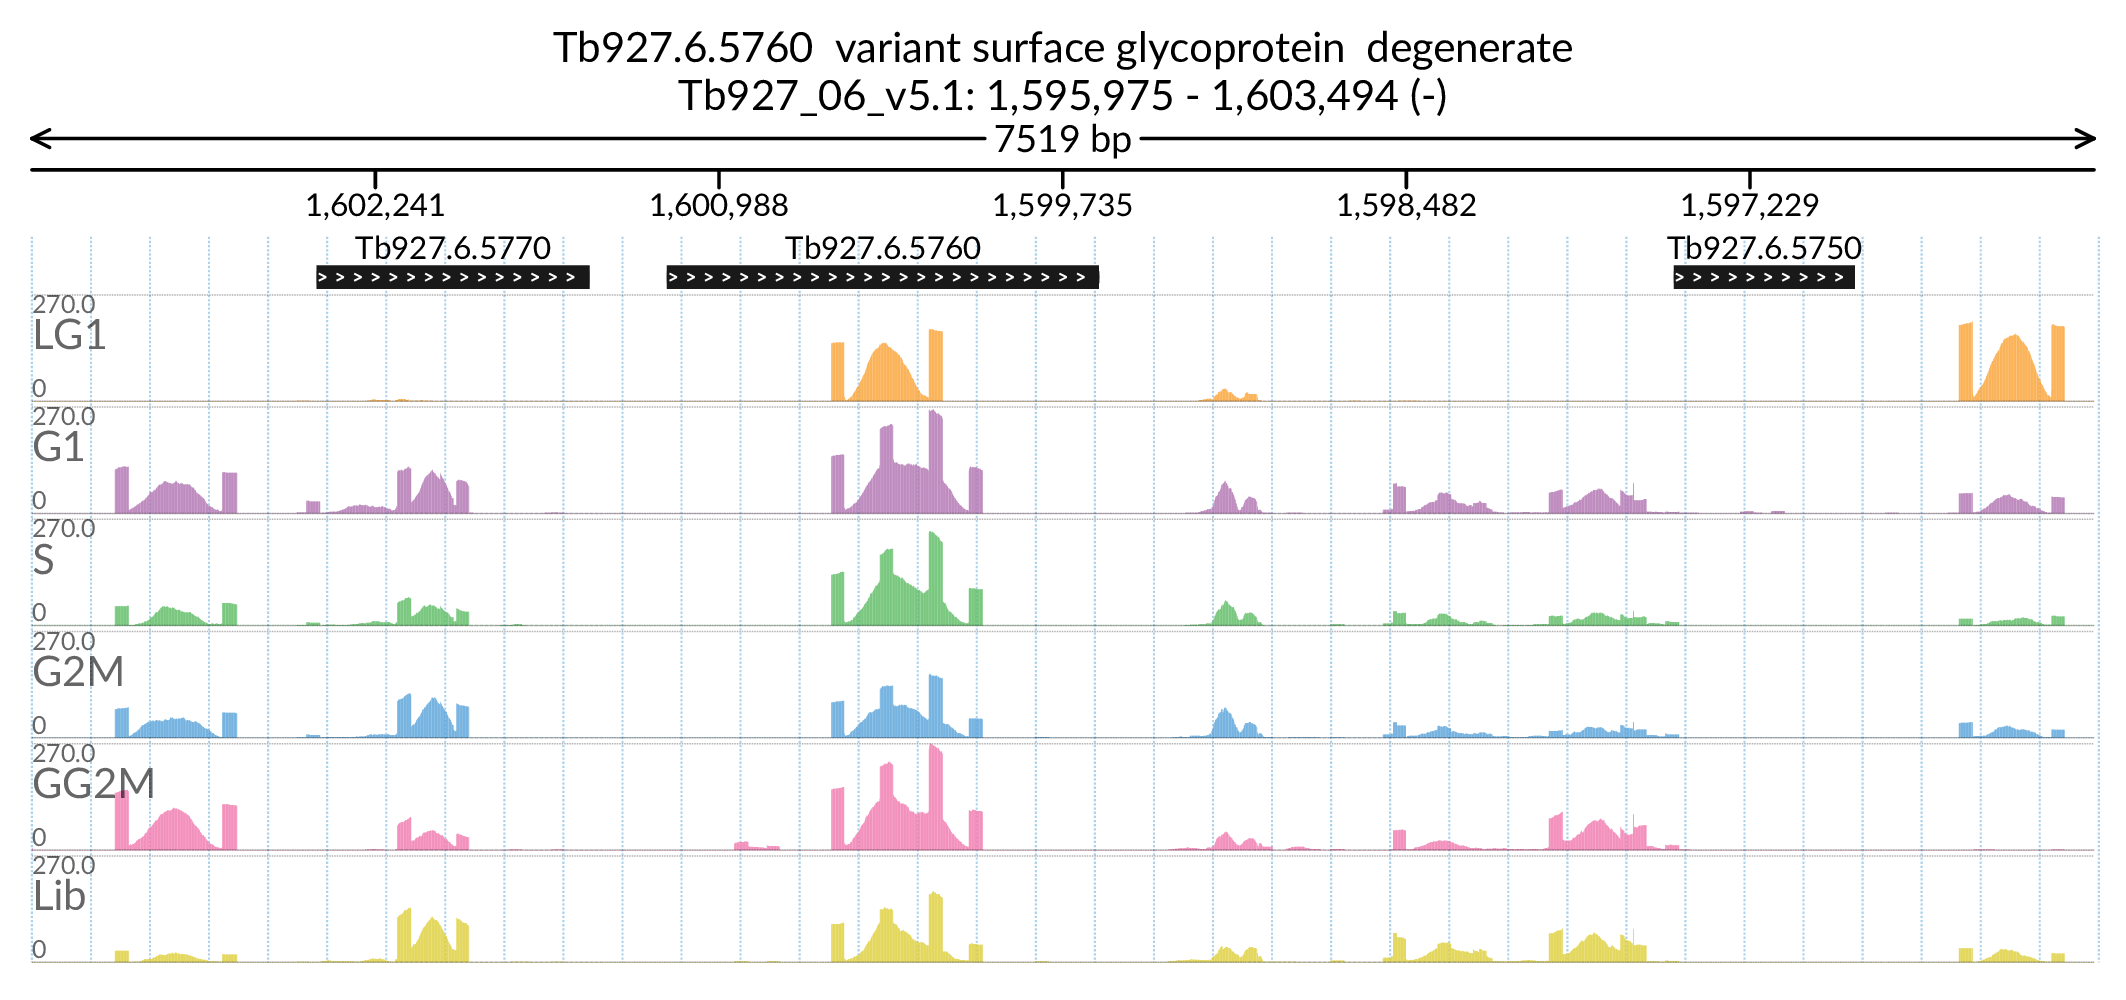 Tb927.6.5760  variant surface glycoprotein  degenerate
Tb927_06_v5.1: 1,595,975 - 1,603,494 (-)
7519 bp
1,602,241 1,600,988 1,599,735 1,598,482 1,597,229
Tb927.6.5770 Tb927.6.5760 Tb927.6.5750
270.0
LG1
0
270.0
G1
0
270.0
S
0
270.0
G2M
0
270.0
GG2M
0
270.0
Lib
0